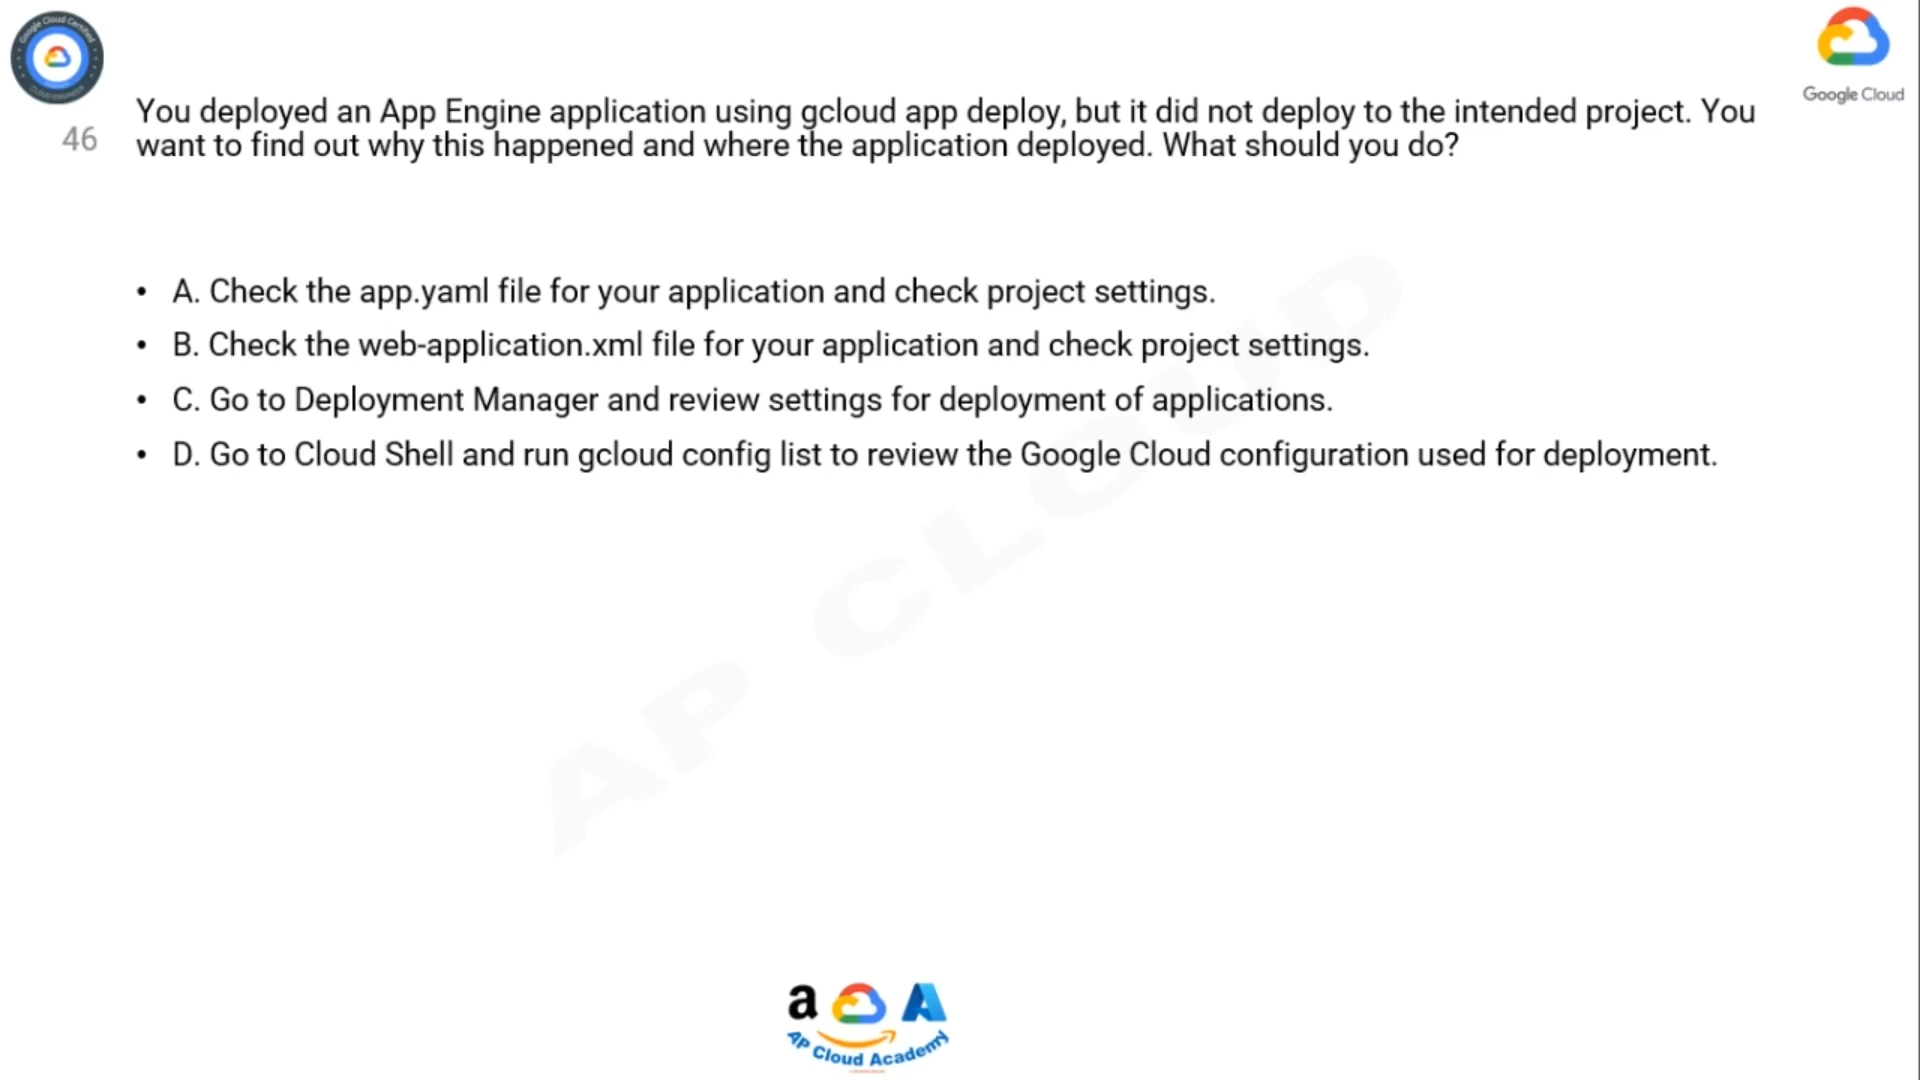 Google Cloud Certified
CLOUD ENGINEER
Google Cloud
46
You deployed an App Engine application using gcloud app deploy, but it did not deploy to the intended project. You
want to find out why this happened and where the application deployed. What should you do?
• A. Check the app.yaml file for your application and check project settings.
• B. Check the web-application.xml file for your application and check project settings.
• C. Go to Deployment Manager and review settings for deployment of applications.
• D. Go to Cloud Shell and run gcloud config list to review the Google Cloud configuration used for deployment.
AP CLOUD
a
AP Cloud Academy